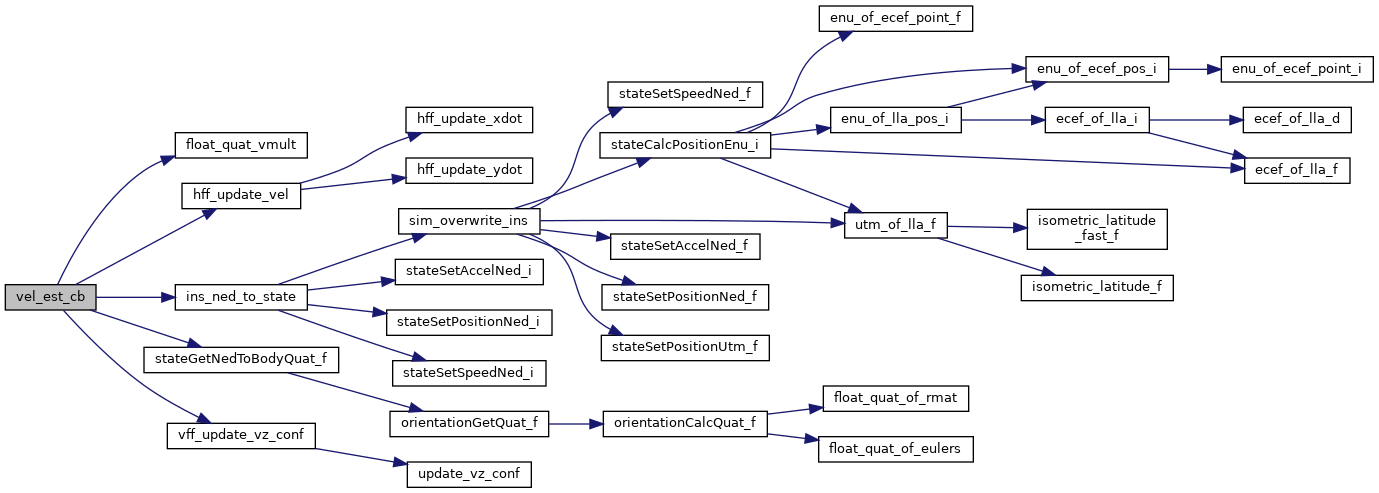 enu_of_ecef_point_f
enu_of_ecef_pos_i
enu_of_ecef_point_i
stateSetSpeedNed_f
hff_update_xdot
enu_of_lla_pos_i
ecef_of_lla_i
ecef_of_lla_d
float_quat_vmult
stateCalcPositionEnu_i
hff_update_ydot
ecef_of_lla_f
hff_update_vel
sim_overwrite_ins
utm_of_lla_f
isometric_latitude
_fast_f
stateSetAccelNed_f
stateSetAccelNed_i
isometric_latitude_f
vel_est_cb
ins_ned_to_state
stateSetPositionNed_f
stateSetPositionNed_i
stateSetPositionUtm_f
stateGetNedToBodyQuat_f
stateSetSpeedNed_i
float_quat_of_rmat
orientationGetQuat_f
orientationCalcQuat_f
vff_update_vz_conf
float_quat_of_eulers
update_vz_conf